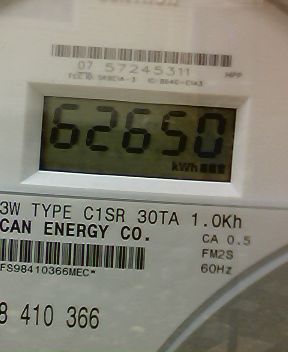 07 57245311 HPP
62650
kWh
3W TYPE C1SR 30TA 1.0Kh
CAN ENERGY CO.
CA 0.5
FM2S
60Hz
FS98410366MEC*
8 410 366